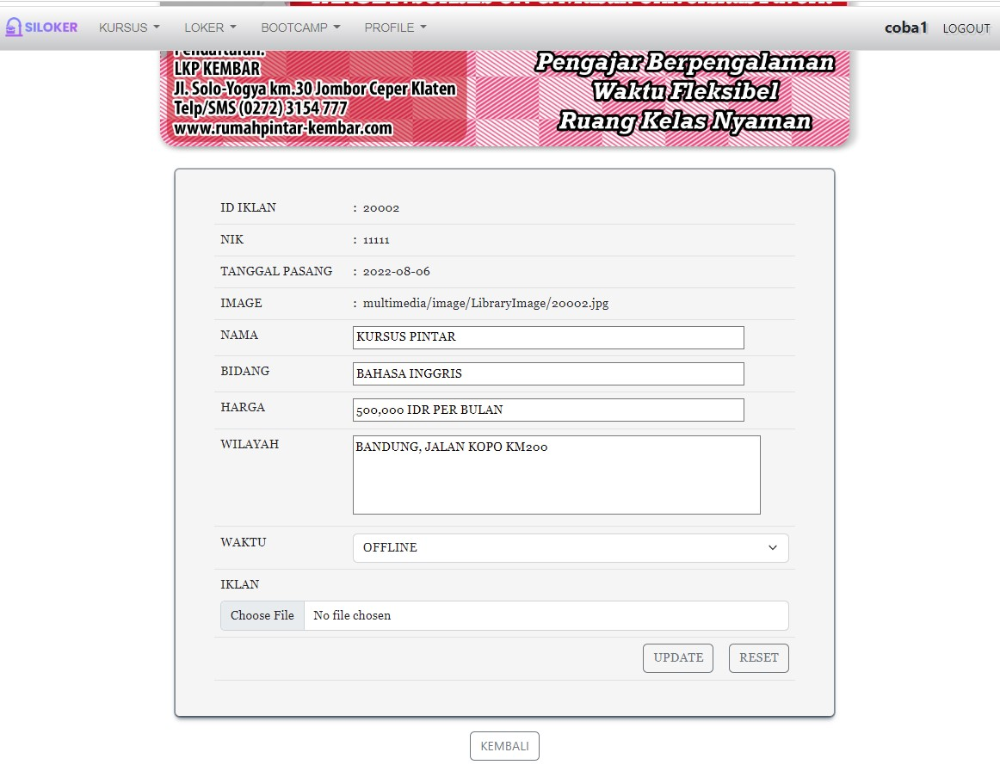 SILOKER KURSUS LOKER BOOTCAMP PROFILE coba1 LOGOUT
Pendaftaran:
LKP KEMBAR
Jl. Solo-Yogya km.30 Jombor Ceper Klaten
Telp/SMS (0272) 3154 777
www.rumahpintar-kembar.com
Pengajar Berpengalaman
Waktu Fleksibel
Ruang Kelas Nyaman
ID IKLAN : 20002
NIK : 11111
TANGGAL PASANG : 2022-08-06
IMAGE : multimedia/image/LibraryImage/20002.jpg
NAMA KURSUS PINTAR
BIDANG BAHASA INGGRIS
HARGA 500,000 IDR PER BULAN
WILAYAH BANDUNG, JALAN KOPO KM200
WAKTU OFFLINE
IKLAN
Choose File No file chosen
UPDATE RESET
KEMBALI